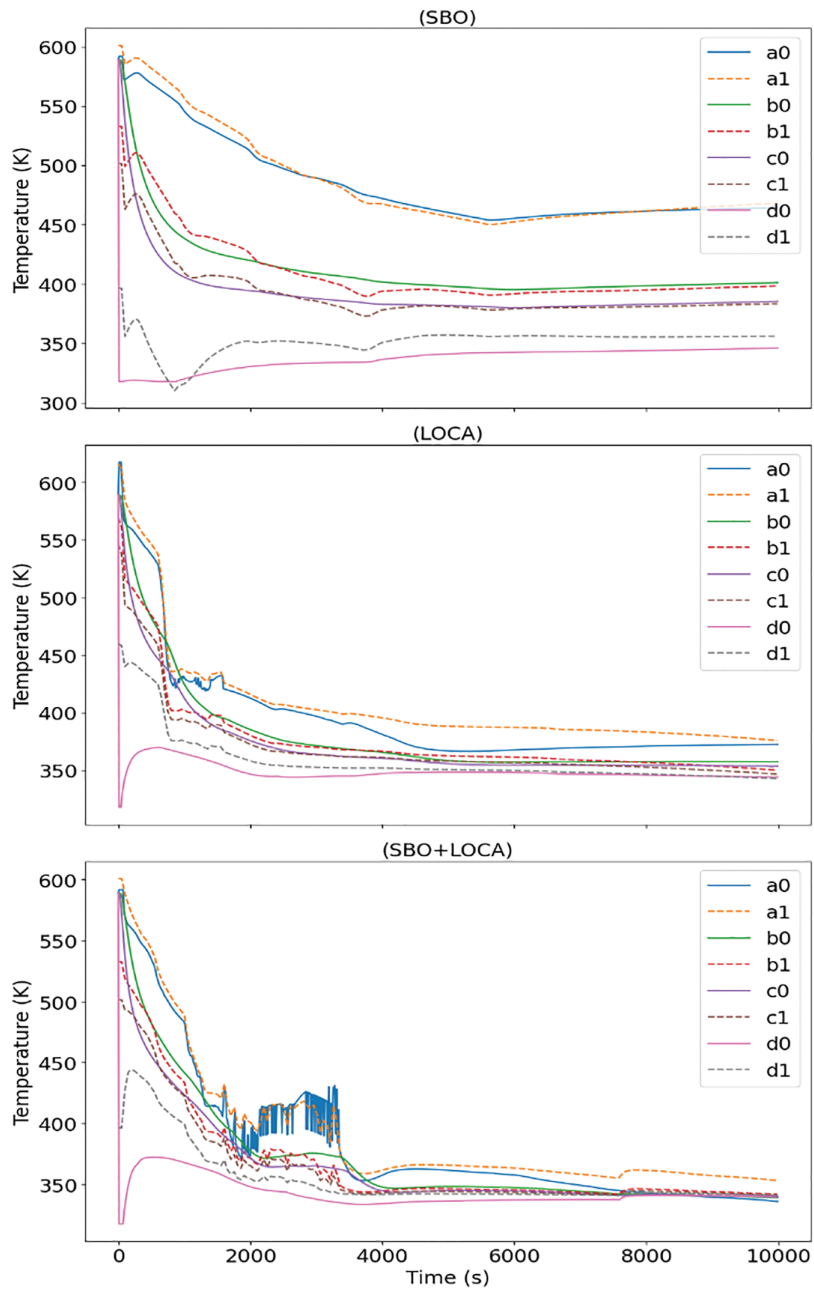 (SBO)
Temperature (K)
600
550
500
450
400
350
300
a0
a1
b0
b1
c0
c1
d0
d1
(LOCA)
Temperature (K)
600
550
500
450
400
350
a0
a1
b0
b1
c0
c1
d0
d1
(SBO+LOCA)
Temperature (K)
600
550
500
450
400
350
a0
a1
b0
b1
c0
c1
d0
d1
0 2000 4000 6000 8000 10000
Time (s)